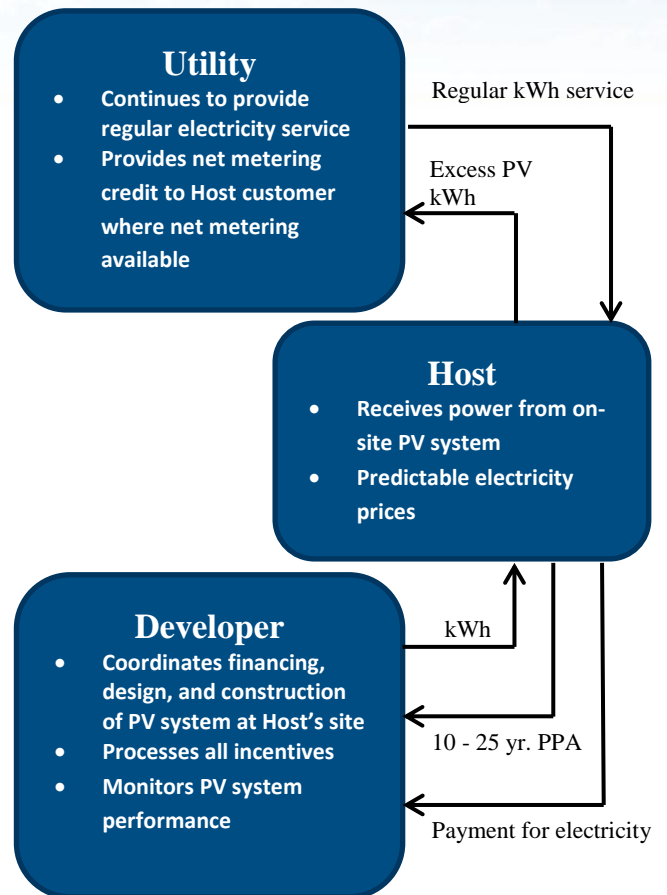 Utility
• Continues to provide
regular electricity service
• Provides net metering
credit to Host customer
where net metering
available
Regular kWh service
Excess PV
kWh
Host
• Receives power from on-
site PV system
• Predictable electricity
prices
Developer
• Coordinates financing,
design, and construction
of PV system at Host's site
• Processes all incentives
• Monitors PV system
performance
kWh
10 - 25 yr. PPA
Payment for electricity